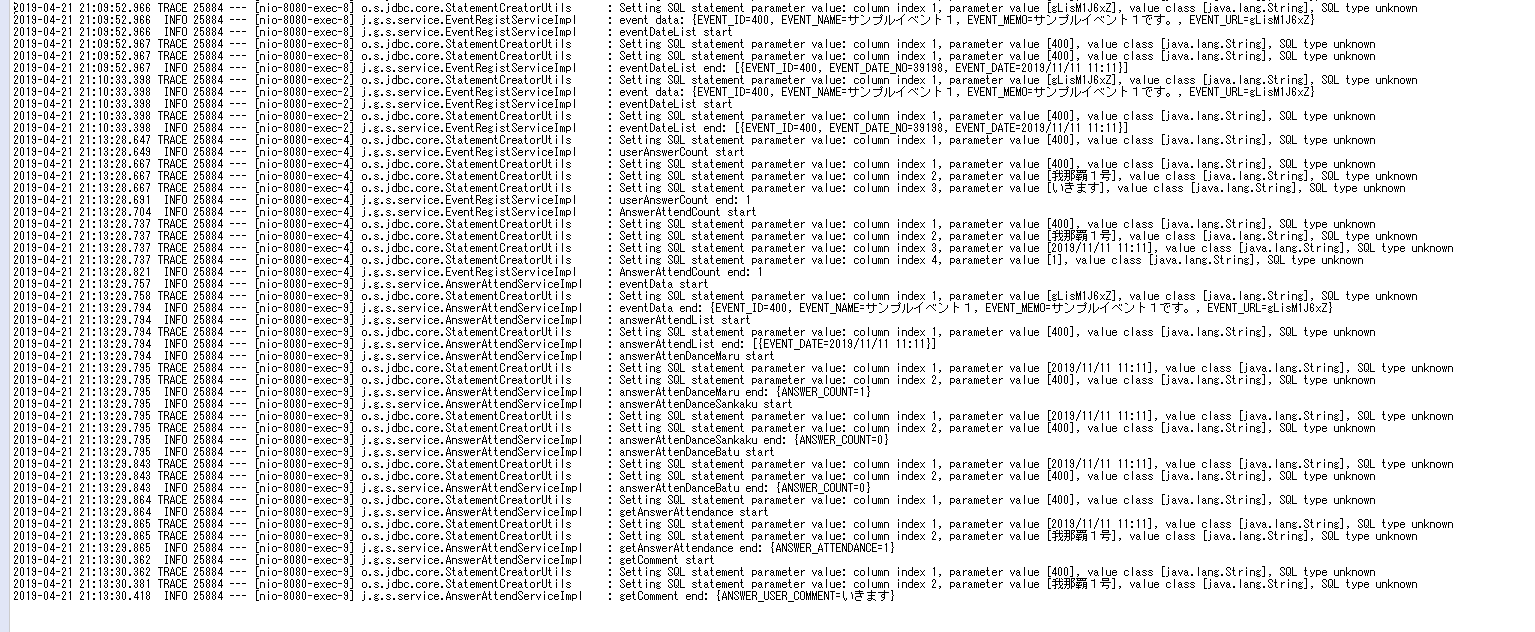 2019-04-21 21:09:52.966 TRACE 25884 --- [nio-8080-exec-8] o.s.jdbc.core.StatementCreatorUtils : Setting SQL statement parameter value: column index 1, parameter value [gLisM1J6xZ], value class [java.lang.String], SQL type unknown
2019-04-21 21:09:52.966 INFO 25884 --- [nio-8080-exec-8] j.g.s.service.EventRegistServiceImpl : event data: {EVENT_ID=400, EVENT_NAME=サンプルイベント１, EVENT_MEMO=サンプルイベント１です。, EVENT_URL=gLisM1J6xZ}
2019-04-21 21:09:52.966 INFO 25884 --- [nio-8080-exec-8] j.g.s.service.EventRegistServiceImpl : eventDateList start
2019-04-21 21:09:52.967 TRACE 25884 --- [nio-8080-exec-8] o.s.jdbc.core.StatementCreatorUtils : Setting SQL statement parameter value: column index 1, parameter value [400], value class [java.lang.String], SQL type unknown
2019-04-21 21:09:52.967 TRACE 25884 --- [nio-8080-exec-8] o.s.jdbc.core.StatementCreatorUtils : Setting SQL statement parameter value: column index 1, parameter value [400], value class [java.lang.String], SQL type unknown
2019-04-21 21:09:52.967 INFO 25884 --- [nio-8080-exec-8] j.g.s.service.EventRegistServiceImpl : eventDateList end: [{EVENT_ID=400, EVENT_DATE_NO=39198, EVENT_DATE=2019/11/11 11:11}]
2019-04-21 21:10:33.398 TRACE 25884 --- [nio-8080-exec-2] o.s.jdbc.core.StatementCreatorUtils : Setting SQL statement parameter value: column index 1, parameter value [gLisM1J6xZ], value class [java.lang.String], SQL type unknown
2019-04-21 21:10:33.398 INFO 25884 --- [nio-8080-exec-2] j.g.s.service.EventRegistServiceImpl : event data: {EVENT_ID=400, EVENT_NAME=サンプルイベント１, EVENT_MEMO=サンプルイベント１です。, EVENT_URL=gLisM1J6xZ}
2019-04-21 21:10:33.398 INFO 25884 --- [nio-8080-exec-2] j.g.s.service.EventRegistServiceImpl : eventDateList start
2019-04-21 21:10:33.398 TRACE 25884 --- [nio-8080-exec-2] o.s.jdbc.core.StatementCreatorUtils : Setting SQL statement parameter value: column index 1, parameter value [400], value class [java.lang.String], SQL type unknown
2019-04-21 21:10:33.398 INFO 25884 --- [nio-8080-exec-2] j.g.s.service.EventRegistServiceImpl : eventDateList end: [{EVENT_ID=400, EVENT_DATE_NO=39198, EVENT_DATE=2019/11/11 11:11}]
2019-04-21 21:13:28.647 TRACE 25884 --- [nio-8080-exec-4] o.s.jdbc.core.StatementCreatorUtils : Setting SQL statement parameter value: column index 1, parameter value [400], value class [java.lang.String], SQL type unknown
2019-04-21 21:13:28.649 INFO 25884 --- [nio-8080-exec-4] j.g.s.service.EventRegistServiceImpl : userAnswerCount start
2019-04-21 21:13:28.667 TRACE 25884 --- [nio-8080-exec-4] o.s.jdbc.core.StatementCreatorUtils : Setting SQL statement parameter value: column index 1, parameter value [400], value class [java.lang.String], SQL type unknown
2019-04-21 21:13:28.667 TRACE 25884 --- [nio-8080-exec-4] o.s.jdbc.core.StatementCreatorUtils : Setting SQL statement parameter value: column index 2, parameter value [我那覇１号], value class [java.lang.String], SQL type unknown
2019-04-21 21:13:28.667 TRACE 25884 --- [nio-8080-exec-4] o.s.jdbc.core.StatementCreatorUtils : Setting SQL statement parameter value: column index 3, parameter value [いきます], value class [java.lang.String], SQL type unknown
2019-04-21 21:13:28.691 INFO 25884 --- [nio-8080-exec-4] j.g.s.service.EventRegistServiceImpl : userAnswerCount end: 1
2019-04-21 21:13:28.704 INFO 25884 --- [nio-8080-exec-4] j.g.s.service.EventRegistServiceImpl : AnswerAttendCount start
2019-04-21 21:13:28.737 TRACE 25884 --- [nio-8080-exec-4] o.s.jdbc.core.StatementCreatorUtils : Setting SQL statement parameter value: column index 1, parameter value [400], value class [java.lang.String], SQL type unknown
2019-04-21 21:13:28.737 TRACE 25884 --- [nio-8080-exec-4] o.s.jdbc.core.StatementCreatorUtils : Setting SQL statement parameter value: column index 2, parameter value [我那覇１号], value class [java.lang.String], SQL type unknown
2019-04-21 21:13:28.737 TRACE 25884 --- [nio-8080-exec-4] o.s.jdbc.core.StatementCreatorUtils : Setting SQL statement parameter value: column index 3, parameter value [2019/11/11 11:11], value class [java.lang.String], SQL type unknown
2019-04-21 21:13:28.737 TRACE 25884 --- [nio-8080-exec-4] o.s.jdbc.core.StatementCreatorUtils : Setting SQL statement parameter value: column index 4, parameter value [1], value class [java.lang.String], SQL type unknown
2019-04-21 21:13:28.821 INFO 25884 --- [nio-8080-exec-4] j.g.s.service.EventRegistServiceImpl : AnswerAttendCount end: 1
2019-04-21 21:13:29.757 INFO 25884 --- [nio-8080-exec-9] j.g.s.service.AnswerAttendServiceImpl : eventData start
2019-04-21 21:13:29.758 TRACE 25884 --- [nio-8080-exec-9] o.s.jdbc.core.StatementCreatorUtils : Setting SQL statement parameter value: column index 1, parameter value [gLisM1J6xZ], value class [java.lang.String], SQL type unknown
2019-04-21 21:13:29.794 INFO 25884 --- [nio-8080-exec-9] j.g.s.service.AnswerAttendServiceImpl : eventData end: {EVENT_ID=400, EVENT_NAME=サンプルイベント１, EVENT_MEMO=サンプルイベント１です。, EVENT_URL=gLisM1J6xZ}
2019-04-21 21:13:29.794 INFO 25884 --- [nio-8080-exec-9] j.g.s.service.AnswerAttendServiceImpl : answerAttendList start
2019-04-21 21:13:29.794 TRACE 25884 --- [nio-8080-exec-9] o.s.jdbc.core.StatementCreatorUtils : Setting SQL statement parameter value: column index 1, parameter value [400], value class [java.lang.String], SQL type unknown
2019-04-21 21:13:29.794 INFO 25884 --- [nio-8080-exec-9] j.g.s.service.AnswerAttendServiceImpl : answerAttendList end: [{EVENT_DATE=2019/11/11 11:11}]
2019-04-21 21:13:29.794 INFO 25884 --- [nio-8080-exec-9] j.g.s.service.AnswerAttendServiceImpl : answerAttenDanceMaru start
2019-04-21 21:13:29.795 TRACE 25884 --- [nio-8080-exec-9] o.s.jdbc.core.StatementCreatorUtils : Setting SQL statement parameter value: column index 1, parameter value [2019/11/11 11:11], value class [java.lang.String], SQL type unknown
2019-04-21 21:13:29.795 TRACE 25884 --- [nio-8080-exec-9] o.s.jdbc.core.StatementCreatorUtils : Setting SQL statement parameter value: column index 2, parameter value [400], value class [java.lang.String], SQL type unknown
2019-04-21 21:13:29.795 INFO 25884 --- [nio-8080-exec-9] j.g.s.service.AnswerAttendServiceImpl : answerAttenDanceMaru end: {ANSWER_COUNT=1}
2019-04-21 21:13:29.795 INFO 25884 --- [nio-8080-exec-9] j.g.s.service.AnswerAttendServiceImpl : answerAttenDanceSankaku start
2019-04-21 21:13:29.795 TRACE 25884 --- [nio-8080-exec-9] o.s.jdbc.core.StatementCreatorUtils : Setting SQL statement parameter value: column index 1, parameter value [2019/11/11 11:11], value class [java.lang.String], SQL type unknown
2019-04-21 21:13:29.795 TRACE 25884 --- [nio-8080-exec-9] o.s.jdbc.core.StatementCreatorUtils : Setting SQL statement parameter value: column index 2, parameter value [400], value class [java.lang.String], SQL type unknown
2019-04-21 21:13:29.795 INFO 25884 --- [nio-8080-exec-9] j.g.s.service.AnswerAttendServiceImpl : answerAttenDanceSankaku end: {ANSWER_COUNT=0}
2019-04-21 21:13:29.795 INFO 25884 --- [nio-8080-exec-9] j.g.s.service.AnswerAttendServiceImpl : answerAttenDanceBatu start
2019-04-21 21:13:29.843 TRACE 25884 --- [nio-8080-exec-9] o.s.jdbc.core.StatementCreatorUtils : Setting SQL statement parameter value: column index 1, parameter value [2019/11/11 11:11], value class [java.lang.String], SQL type unknown
2019-04-21 21:13:29.843 TRACE 25884 --- [nio-8080-exec-9] o.s.jdbc.core.StatementCreatorUtils : Setting SQL statement parameter value: column index 2, parameter value [400], value class [java.lang.String], SQL type unknown
2019-04-21 21:13:29.843 INFO 25884 --- [nio-8080-exec-9] j.g.s.service.AnswerAttendServiceImpl : answerAttenDanceBatu end: {ANSWER_COUNT=0}
2019-04-21 21:13:29.864 TRACE 25884 --- [nio-8080-exec-9] o.s.jdbc.core.StatementCreatorUtils : Setting SQL statement parameter value: column index 1, parameter value [400], value class [java.lang.String], SQL type unknown
2019-04-21 21:13:29.864 INFO 25884 --- [nio-8080-exec-9] j.g.s.service.AnswerAttendServiceImpl : getAnswerAttendance start
2019-04-21 21:13:29.865 TRACE 25884 --- [nio-8080-exec-9] o.s.jdbc.core.StatementCreatorUtils : Setting SQL statement parameter value: column index 1, parameter value [2019/11/11 11:11], value class [java.lang.String], SQL type unknown
2019-04-21 21:13:29.865 TRACE 25884 --- [nio-8080-exec-9] o.s.jdbc.core.StatementCreatorUtils : Setting SQL statement parameter value: column index 2, parameter value [我那覇１号], value class [java.lang.String], SQL type unknown
2019-04-21 21:13:29.865 INFO 25884 --- [nio-8080-exec-9] j.g.s.service.AnswerAttendServiceImpl : getAnswerAttendance end: {ANSWER_ATTENDANCE=1}
2019-04-21 21:13:30.362 INFO 25884 --- [nio-8080-exec-9] j.g.s.service.AnswerAttendServiceImpl : getComment start
2019-04-21 21:13:30.362 TRACE 25884 --- [nio-8080-exec-9] o.s.jdbc.core.StatementCreatorUtils : Setting SQL statement parameter value: column index 1, parameter value [400], value class [java.lang.String], SQL type unknown
2019-04-21 21:13:30.381 TRACE 25884 --- [nio-8080-exec-9] o.s.jdbc.core.StatementCreatorUtils : Setting SQL statement parameter value: column index 2, parameter value [我那覇１号], value class [java.lang.String], SQL type unknown
2019-04-21 21:13:30.418 INFO 25884 --- [nio-8080-exec-9] j.g.s.service.AnswerAttendServiceImpl : getComment end: {ANSWER_USER_COMMENT=いきます}